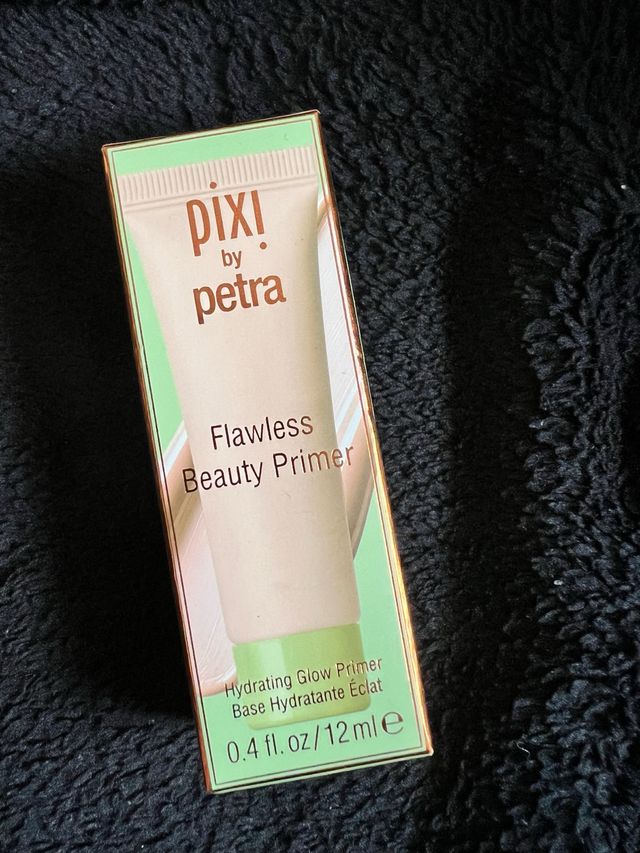 pixi
by
petra
Flawless
Beauty Primer
Hydrating Glow Primer
Base Hydratante Éclat
0.4 fl. oz/12 ml ℮